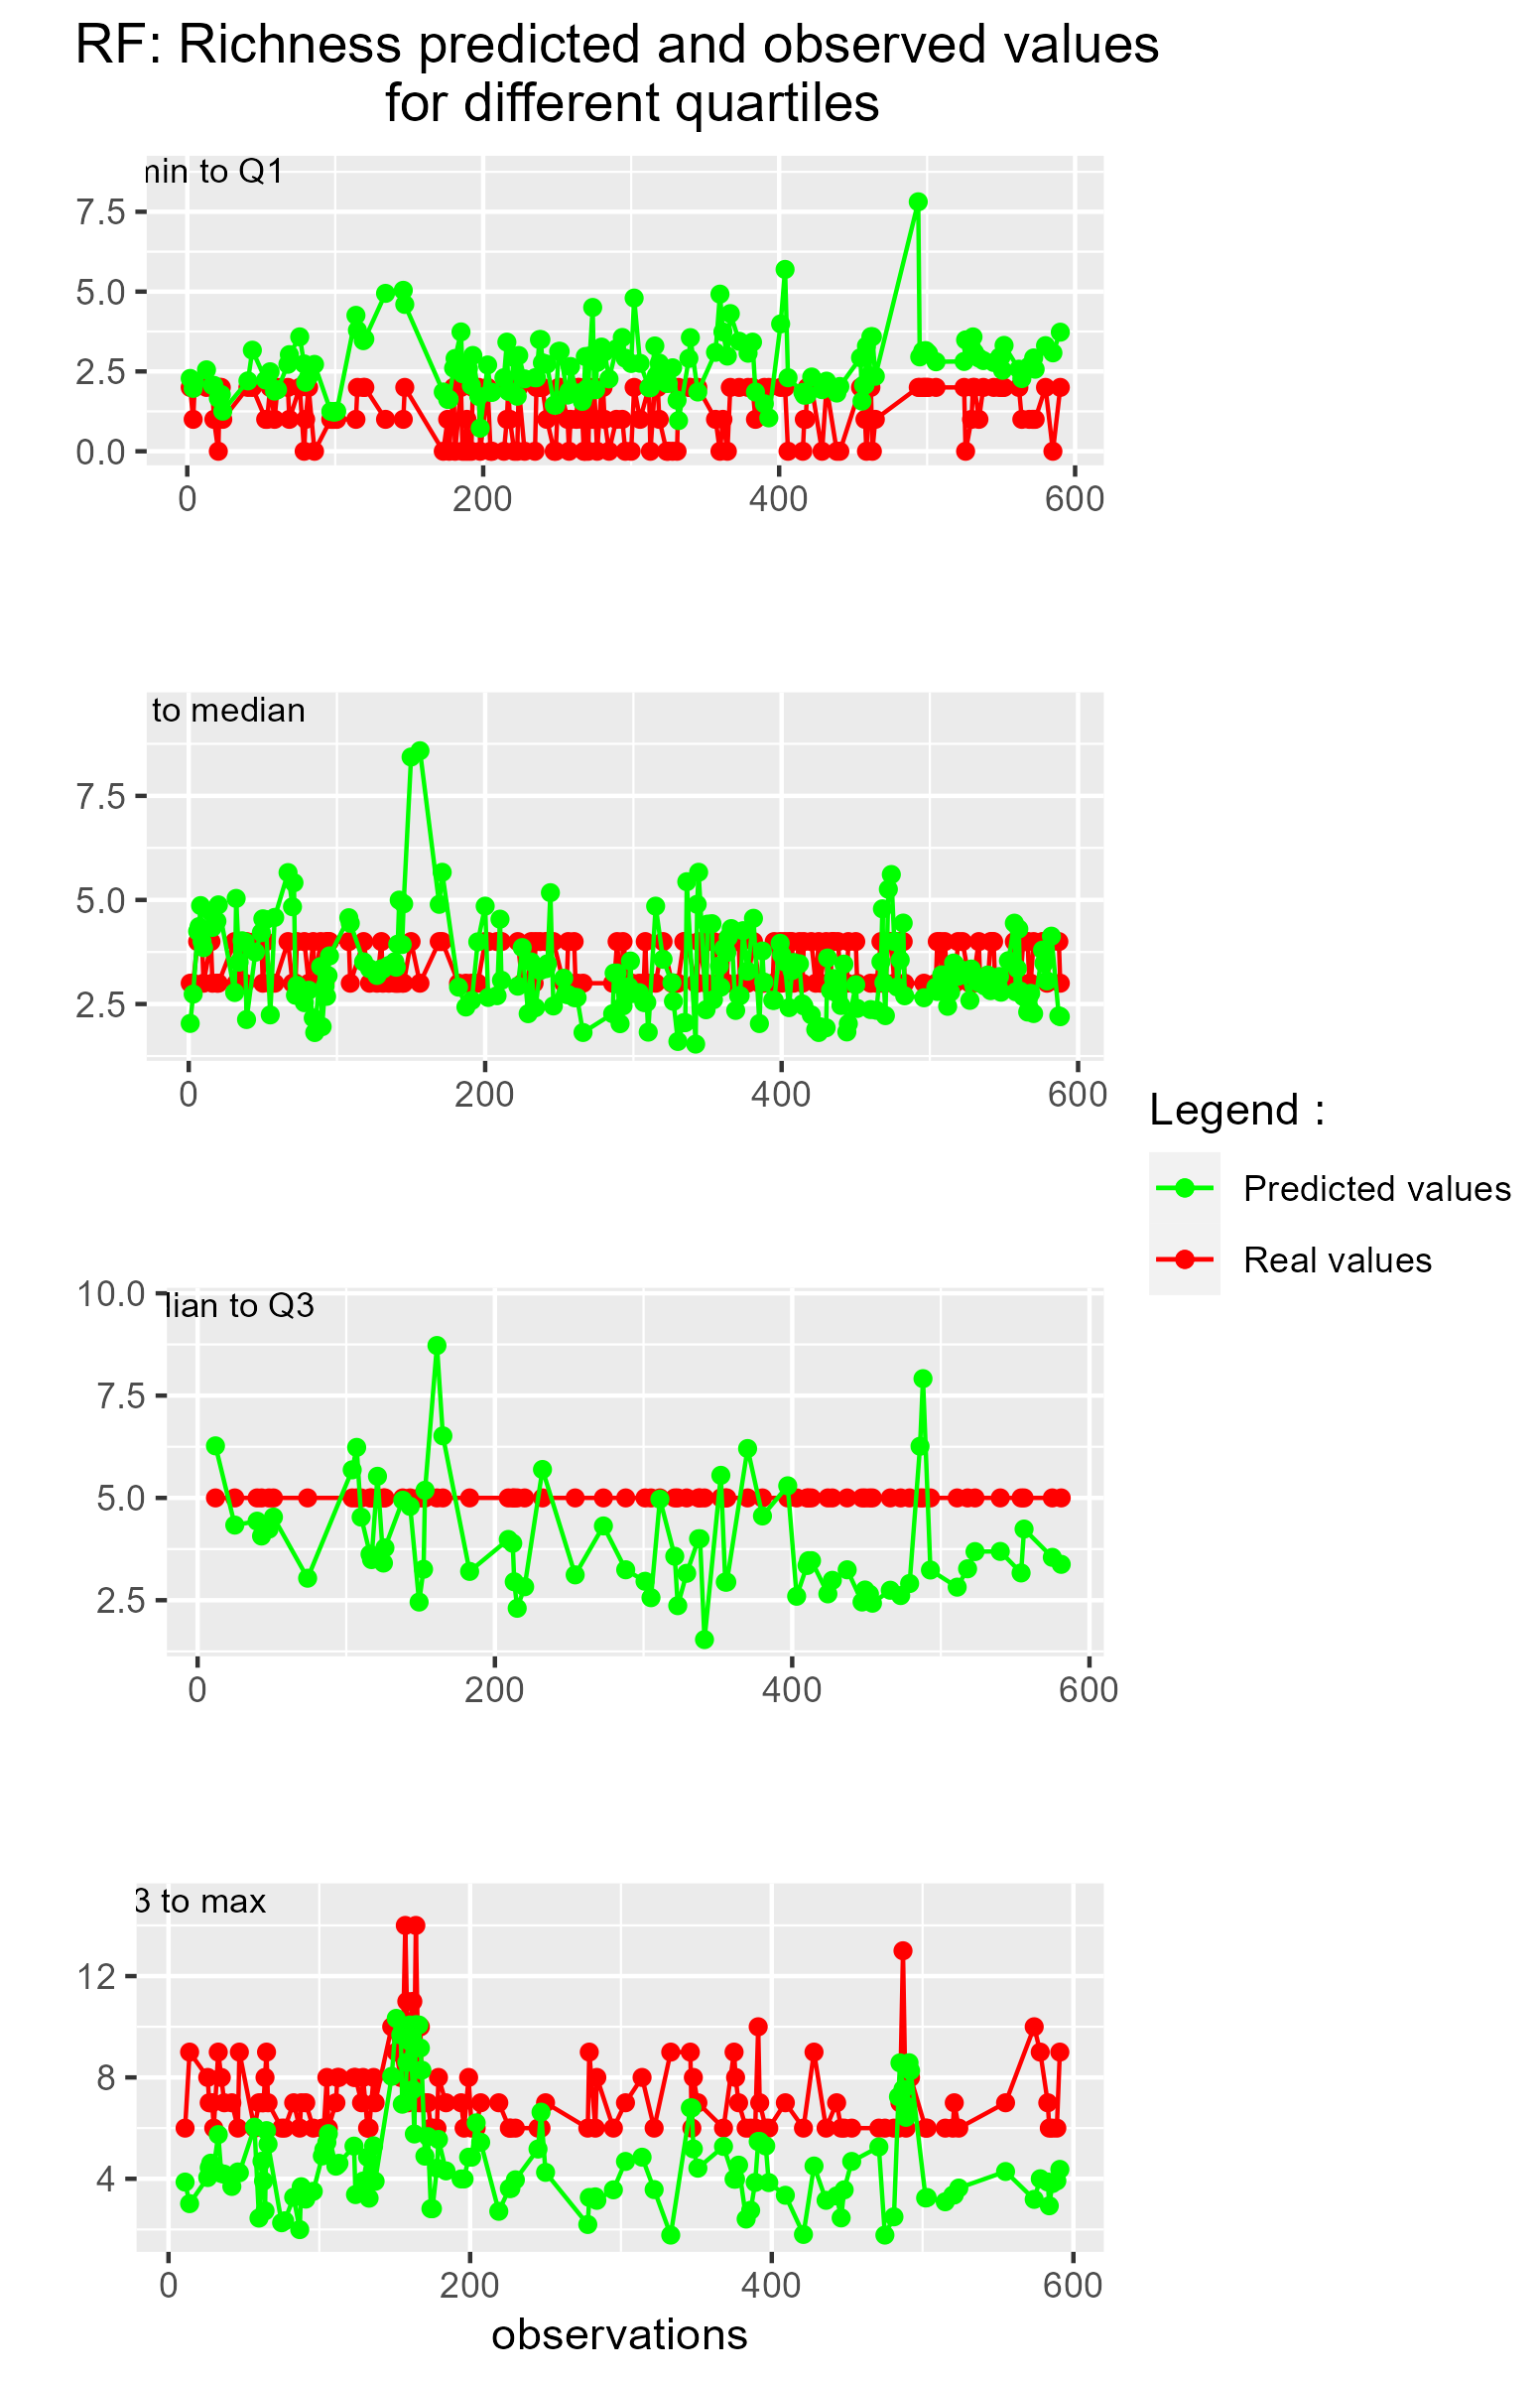 RF: Richness predicted and observed values
for different quartiles
min to Q1
7.5
5.0
2.5
0.0
0 200 400 600
to median
7.5
5.0
2.5
0 200 400 600
Legend :
Predicted values
Real values
10.0
lian to Q3
7.5
5.0
2.5
0 200 400 600
3 to max
12
8
4
0 200 400 600
observations